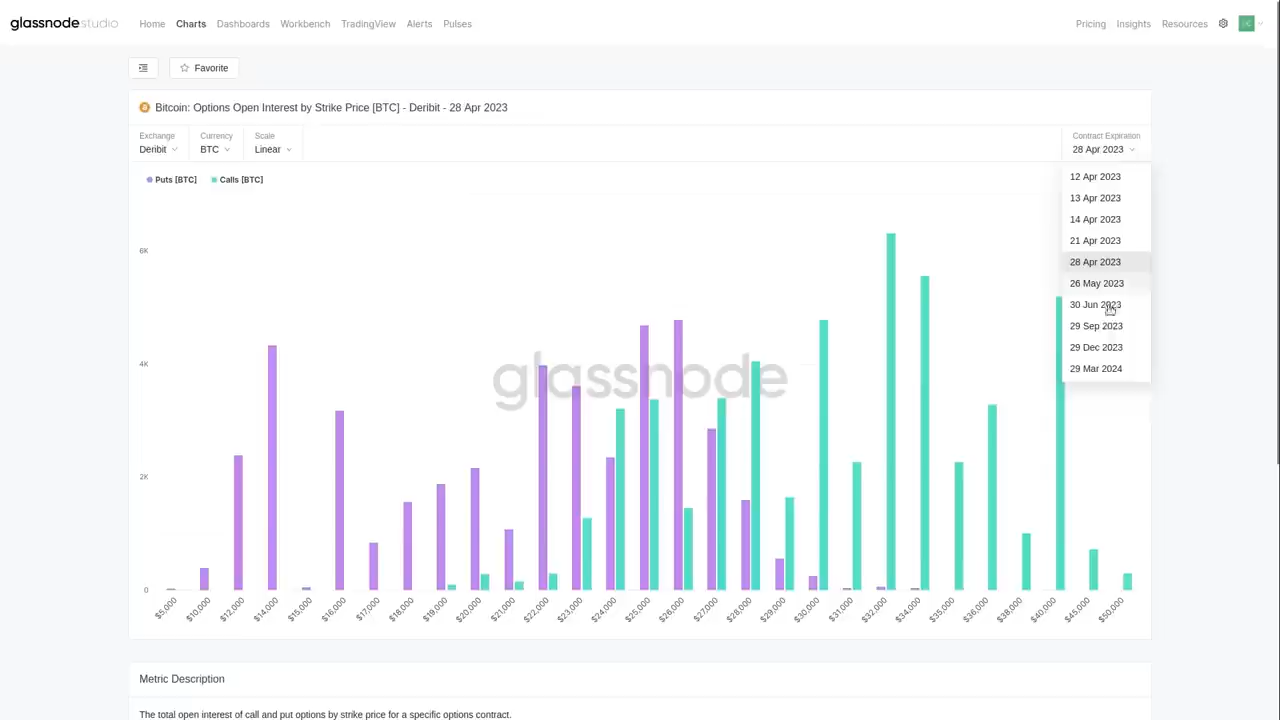 glassnodestudio Home Charts Dashboards Workbench TradingView Alerts Pulses Pricing Insights Resources
Favorite
Bitcoin: Options Open Interest by Strike Price [BTC] - Deribit - 28 Apr 2023
Exchange Currency Scale Contract Expiration
Deribit BTC Linear 28 Apr 2023
Puts [BTC] Calls [BTC]
12 Apr 2023
13 Apr 2023
14 Apr 2023
21 Apr 2023
28 Apr 2023
26 May 2023
30 Jun 2023
29 Sep 2023
29 Dec 2023
29 Mar 2024
6K
4K
2K
0
glassnode
$5,000 $10,000 $12,000 $14,000 $15,000 $16,000 $17,000 $18,000 $19,000 $20,000 $21,000 $22,000 $23,000 $24,000 $25,000 $26,000 $27,000 $28,000 $29,000 $30,000 $31,000 $32,000 $34,000 $35,000 $36,000 $38,000 $40,000 $45,000 $50,000
Metric Description
The total open interest of call and put options by strike price for a specific options contract.